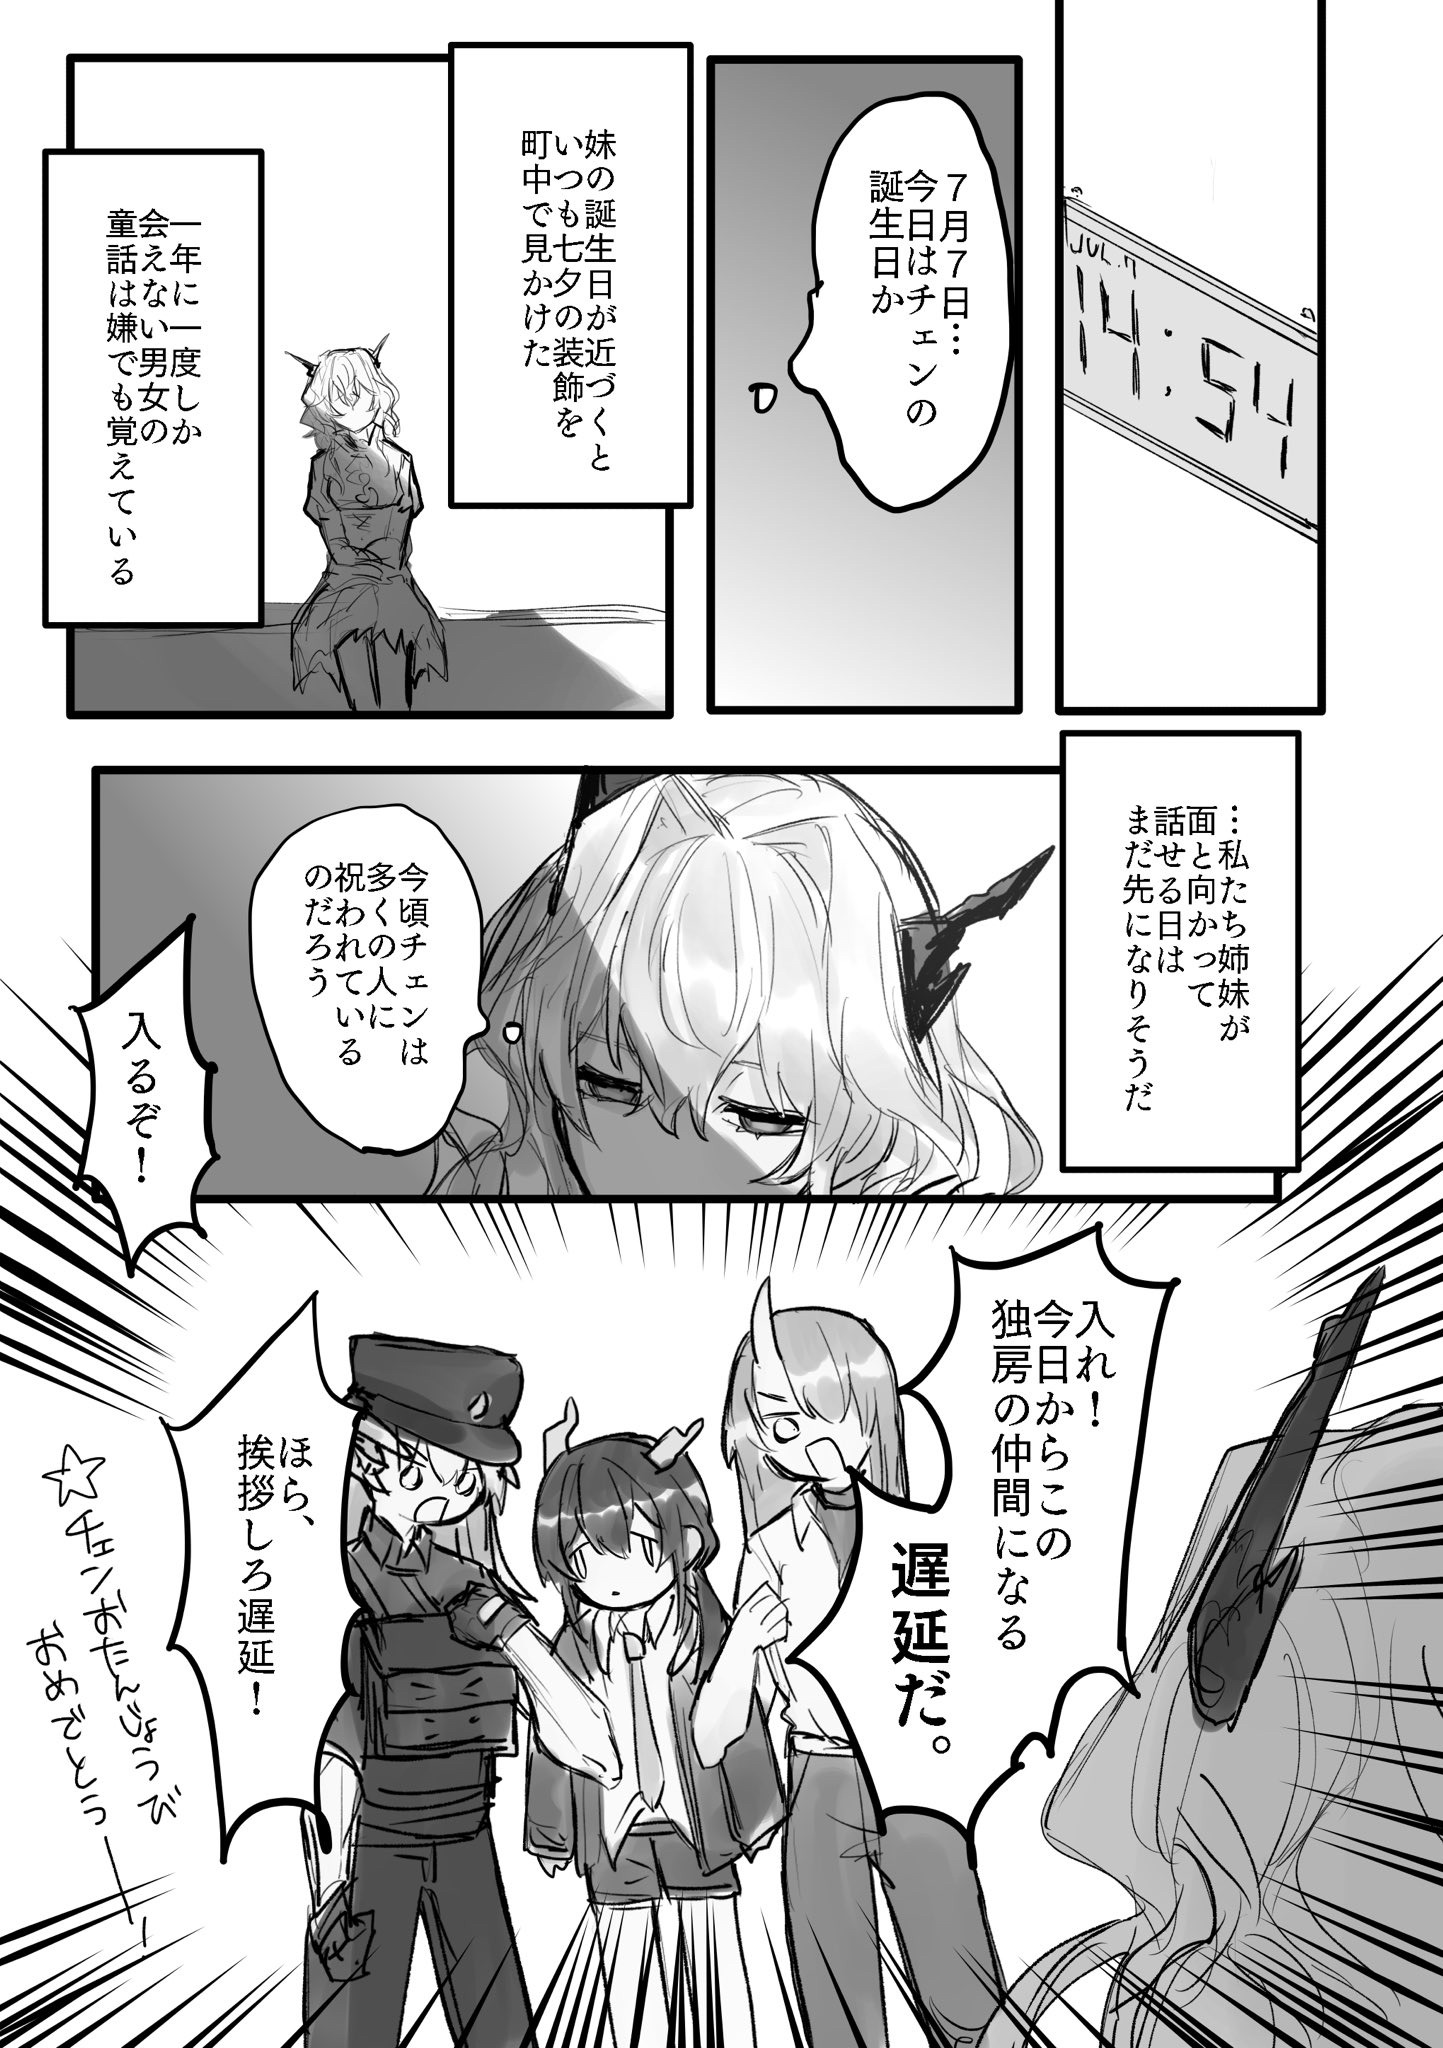 JUL.7
14:54
7月7日…
今日はチェンの
誕生日か
妹の誕生日が近づくと
いつも七夕の装飾を
町中で見かけた
一年に一度しか
会えない男女の
童話は嫌でも覚えている
…私たち姉妹が
面と向かって
話せる日は
まだ先になりそうだ
今頃チェンは
多くの人に
祝われている
のだろう
入るぞ！
入れ！
今日からこの
独房の仲間になる
遅延だ。
ほら、
挨拶しろ遅延！
☆チェンおたんじょうび
おめでとうー！